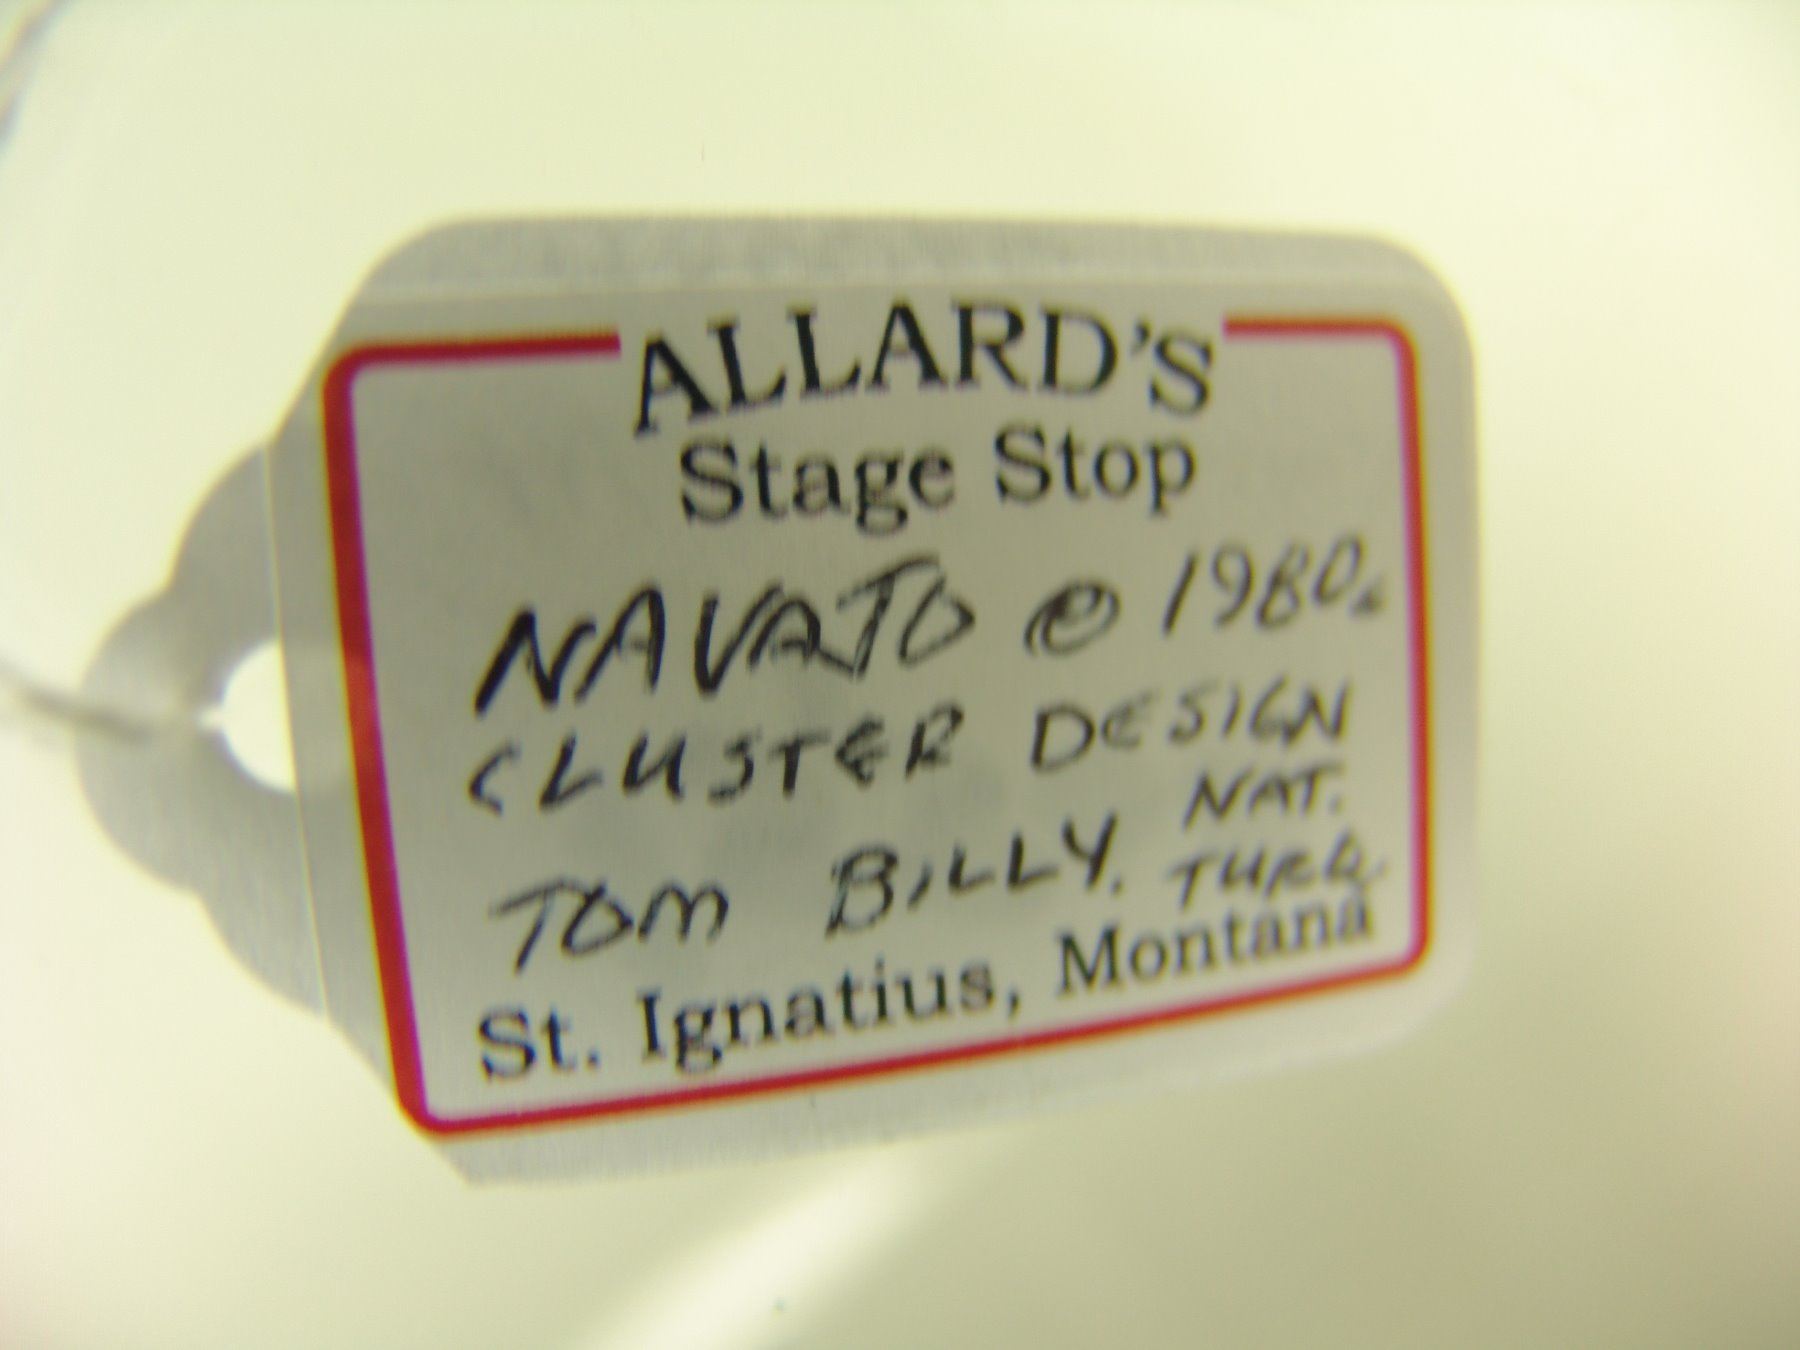 ALLARD'S
Stage Stop
NAVAJO @ 1980s
CLUSTER DESIGN
TOM BILLY. NAT. TURQ.
St. Ignatius, Montana